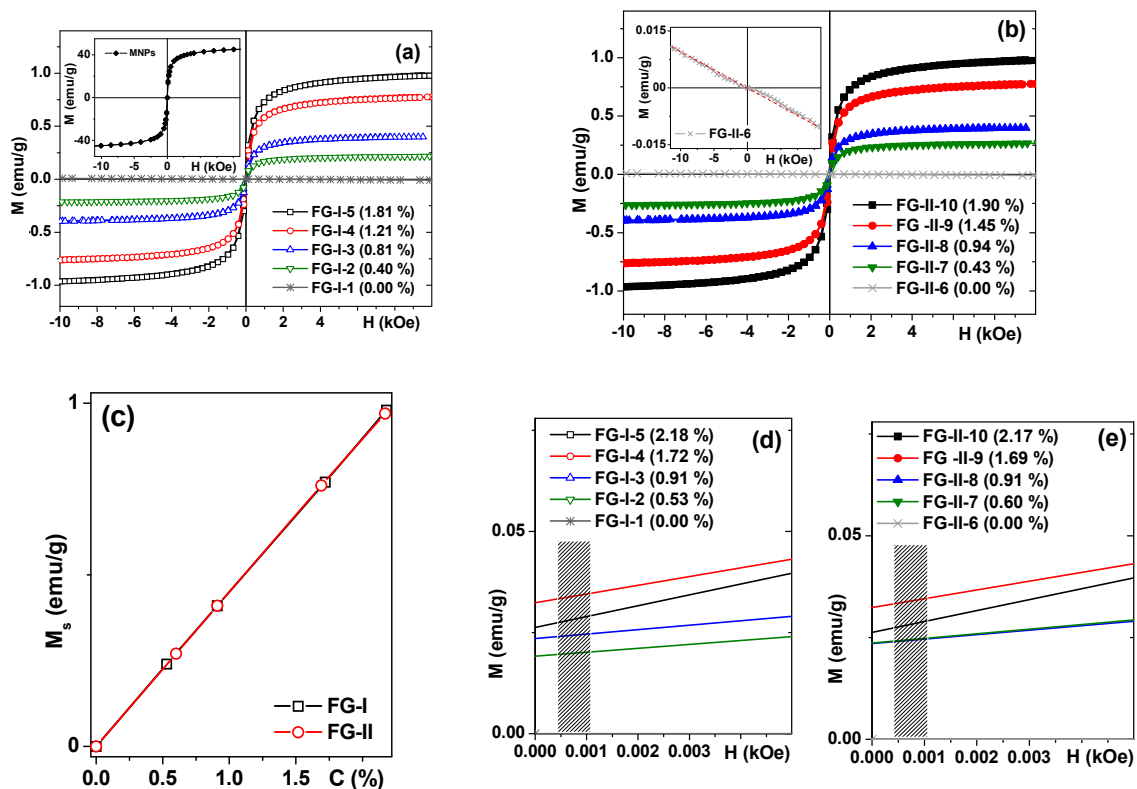 (a)
MNPs
M (emu/g)
40
0
-40
-10
-5
0
5
H (kOe)
M (emu/g)
1.0
0.5
0.0
-0.5
-1.0
FG-I-5 (1.81 %)
FG-I-4 (1.21 %)
FG-I-3 (0.81 %)
FG-I-2 (0.40 %)
FG-I-1 (0.00 %)
-10 -8 -6 -4 -2 0 2 4 H (kOe)
(b)
0.015
00
-0.015
M (emu/g)
FG-II-6
-10 -5 0 5
H (kOe)
M (emu/g)
1.0
0.5
0.0
-0.5
-1.0
FG-II-10 (1.90 %)
FG -II-9 (1.45 %)
FG-II-8 (0.94 %)
FG-II-7 (0.43 %)
FG-II-6 (0.00 %)
-10 -8 -6 -4 -2 0 2 4 H (kOe)
(c)
1
0
Ms (emu/g)
FG-I
FG-II
0.0 0.5 1.0 1.5 C (%)
(d)
FG-I-5 (2.18 %)
FG-I-4 (1.72 %)
FG-I-3 (0.91 %)
FG-I-2 (0.53 %)
FG-I-1 (0.00 %)
M (emu/g)
0.05
0.00
0.000 0.001 0.002 0.003 H (kOe)
(e)
FG-II-10 (2.17 %)
FG -II-9 (1.69 %)
FG-II-8 (0.91 %)
FG-II-7 (0.60 %)
FG-II-6 (0.00 %)
M (emu/g)
0.05
0.00
0.000 0.001 0.002 0.003 H (kOe)